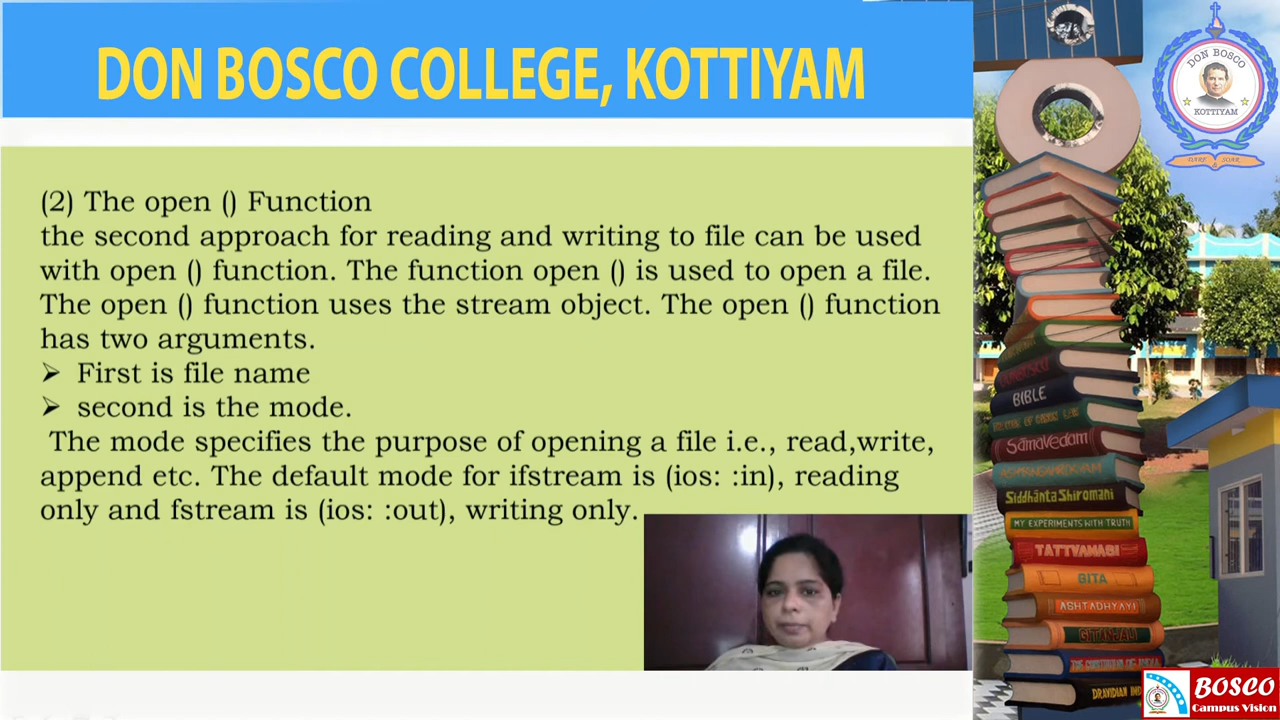 DON BOSCO COLLEGE, KOTTIYAM
(2) The open () Function
the second approach for reading and writing to file can be used
with open () function. The function open () is used to open a file.
The open () function uses the stream object. The open () function
has two arguments.
➢ First is file name
➢ second is the mode.
The mode specifies the purpose of opening a file i.e., read,write,
append etc. The default mode for ifstream is (ios: :in), reading
only and fstream is (ios: :out), writing only.
DON BOSCO
KOTTIYAM
DARE & SOAR
BIBLE
Sāmavedam
Siddhānta Shiromani
MY EXPERIMENTS WITH TRUTH
TATTVAMASI
GITA
ASHTADHYAYI
GITANJALI
BOSCO
Campus Vision